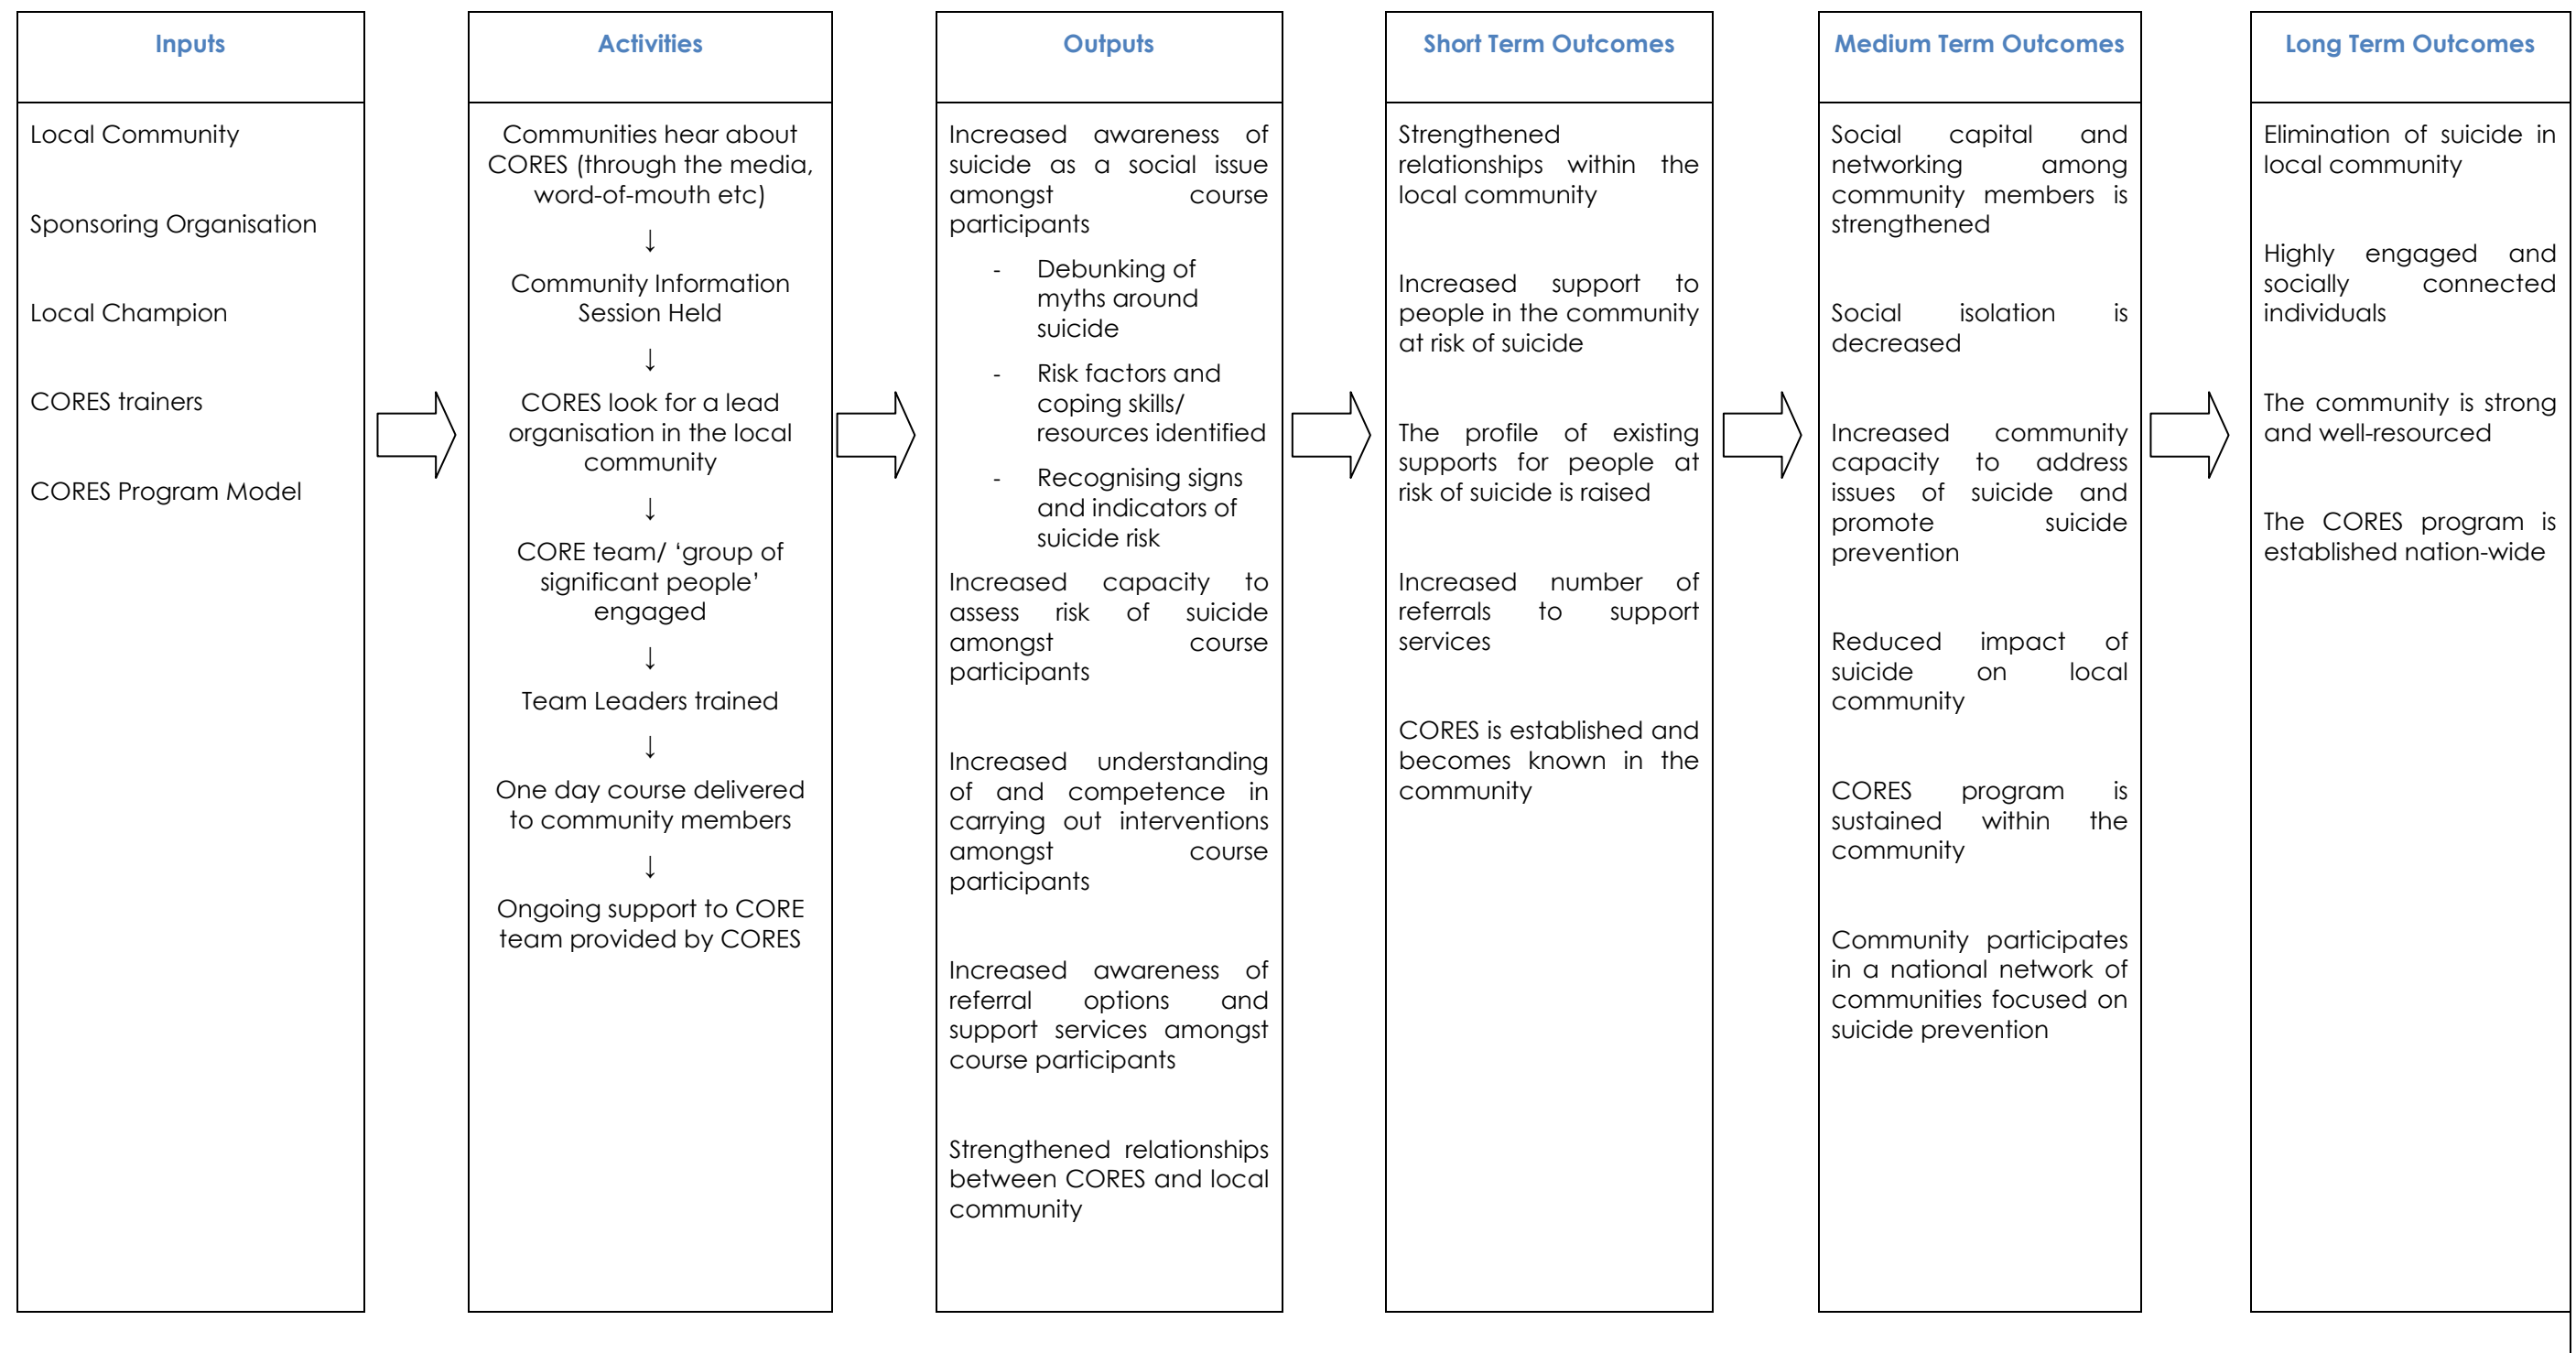 Inputs
Local Community
Sponsoring Organisation
Local Champion
CORES trainers
CORES Program Model
Activities
Communities hear about
CORES (through the media,
word-of-mouth etc)
↓
Community Information
Session Held
↓
CORES look for a lead
organisation in the local
community
↓
CORE team/ ‘group of
significant people’
engaged
↓
Team Leaders trained
↓
One day course delivered
to community members
↓
Ongoing support to CORE
team provided by CORES
Outputs
Increased awareness of
suicide as a social issue
amongst course
participants
- Debunking of
myths around
suicide
- Risk factors and
coping skills/
resources identified
- Recognising signs
and indicators of
suicide risk
Increased capacity to
assess risk of suicide
amongst course
participants
Increased understanding
of and competence in
carrying out interventions
amongst course
participants
Increased awareness of
referral options and
support services amongst
course participants
Strengthened relationships
between CORES and local
community
Short Term Outcomes
Strengthened
relationships within the
local community
Increased support to
people in the community
at risk of suicide
The profile of existing
supports for people at
risk of suicide is raised
Increased number of
referrals to support
services
CORES is established and
becomes known in the
community
Medium Term Outcomes
Social capital and
networking among
community members is
strengthened
Social isolation is
decreased
Increased community
capacity to address
issues of suicide and
promote suicide
prevention
Reduced impact of
suicide on local
community
CORES program is
sustained within the
community
Community participates
in a national network of
communities focused on
suicide prevention
Long Term Outcomes
Elimination of suicide in
local community
Highly engaged and
socially connected
individuals
The community is strong
and well-resourced
The CORES program is
established nation-wide